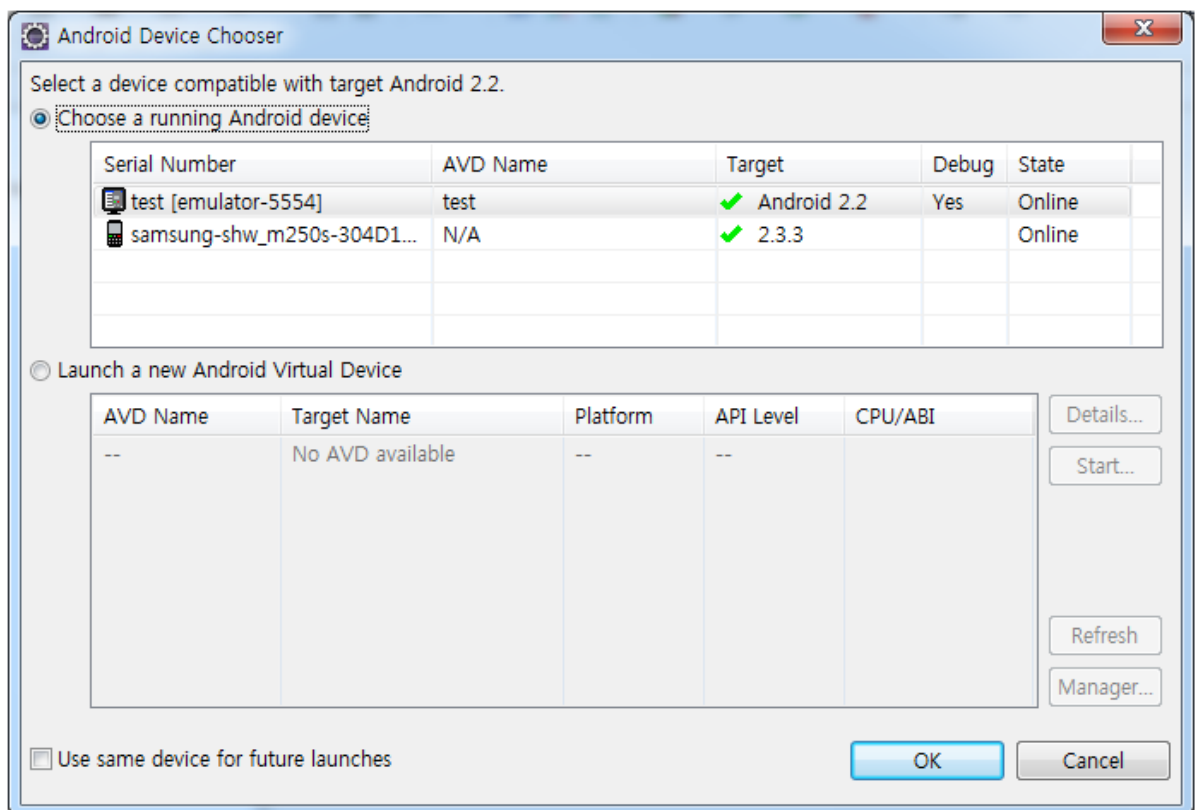 Android Device Chooser
Select a device compatible with target Android 2.2.
Choose a running Android device
Serial Number AVD Name Target Debug State
test [emulator-5554] test Android 2.2 Yes Online
samsung-shw_m250s-304D1... N/A 2.3.3 Online
Launch a new Android Virtual Device
AVD Name Target Name Platform API Level CPU/ABI Details...
-- No AVD available -- --
Start...
Refresh
Manager...
Use same device for future launches OK Cancel